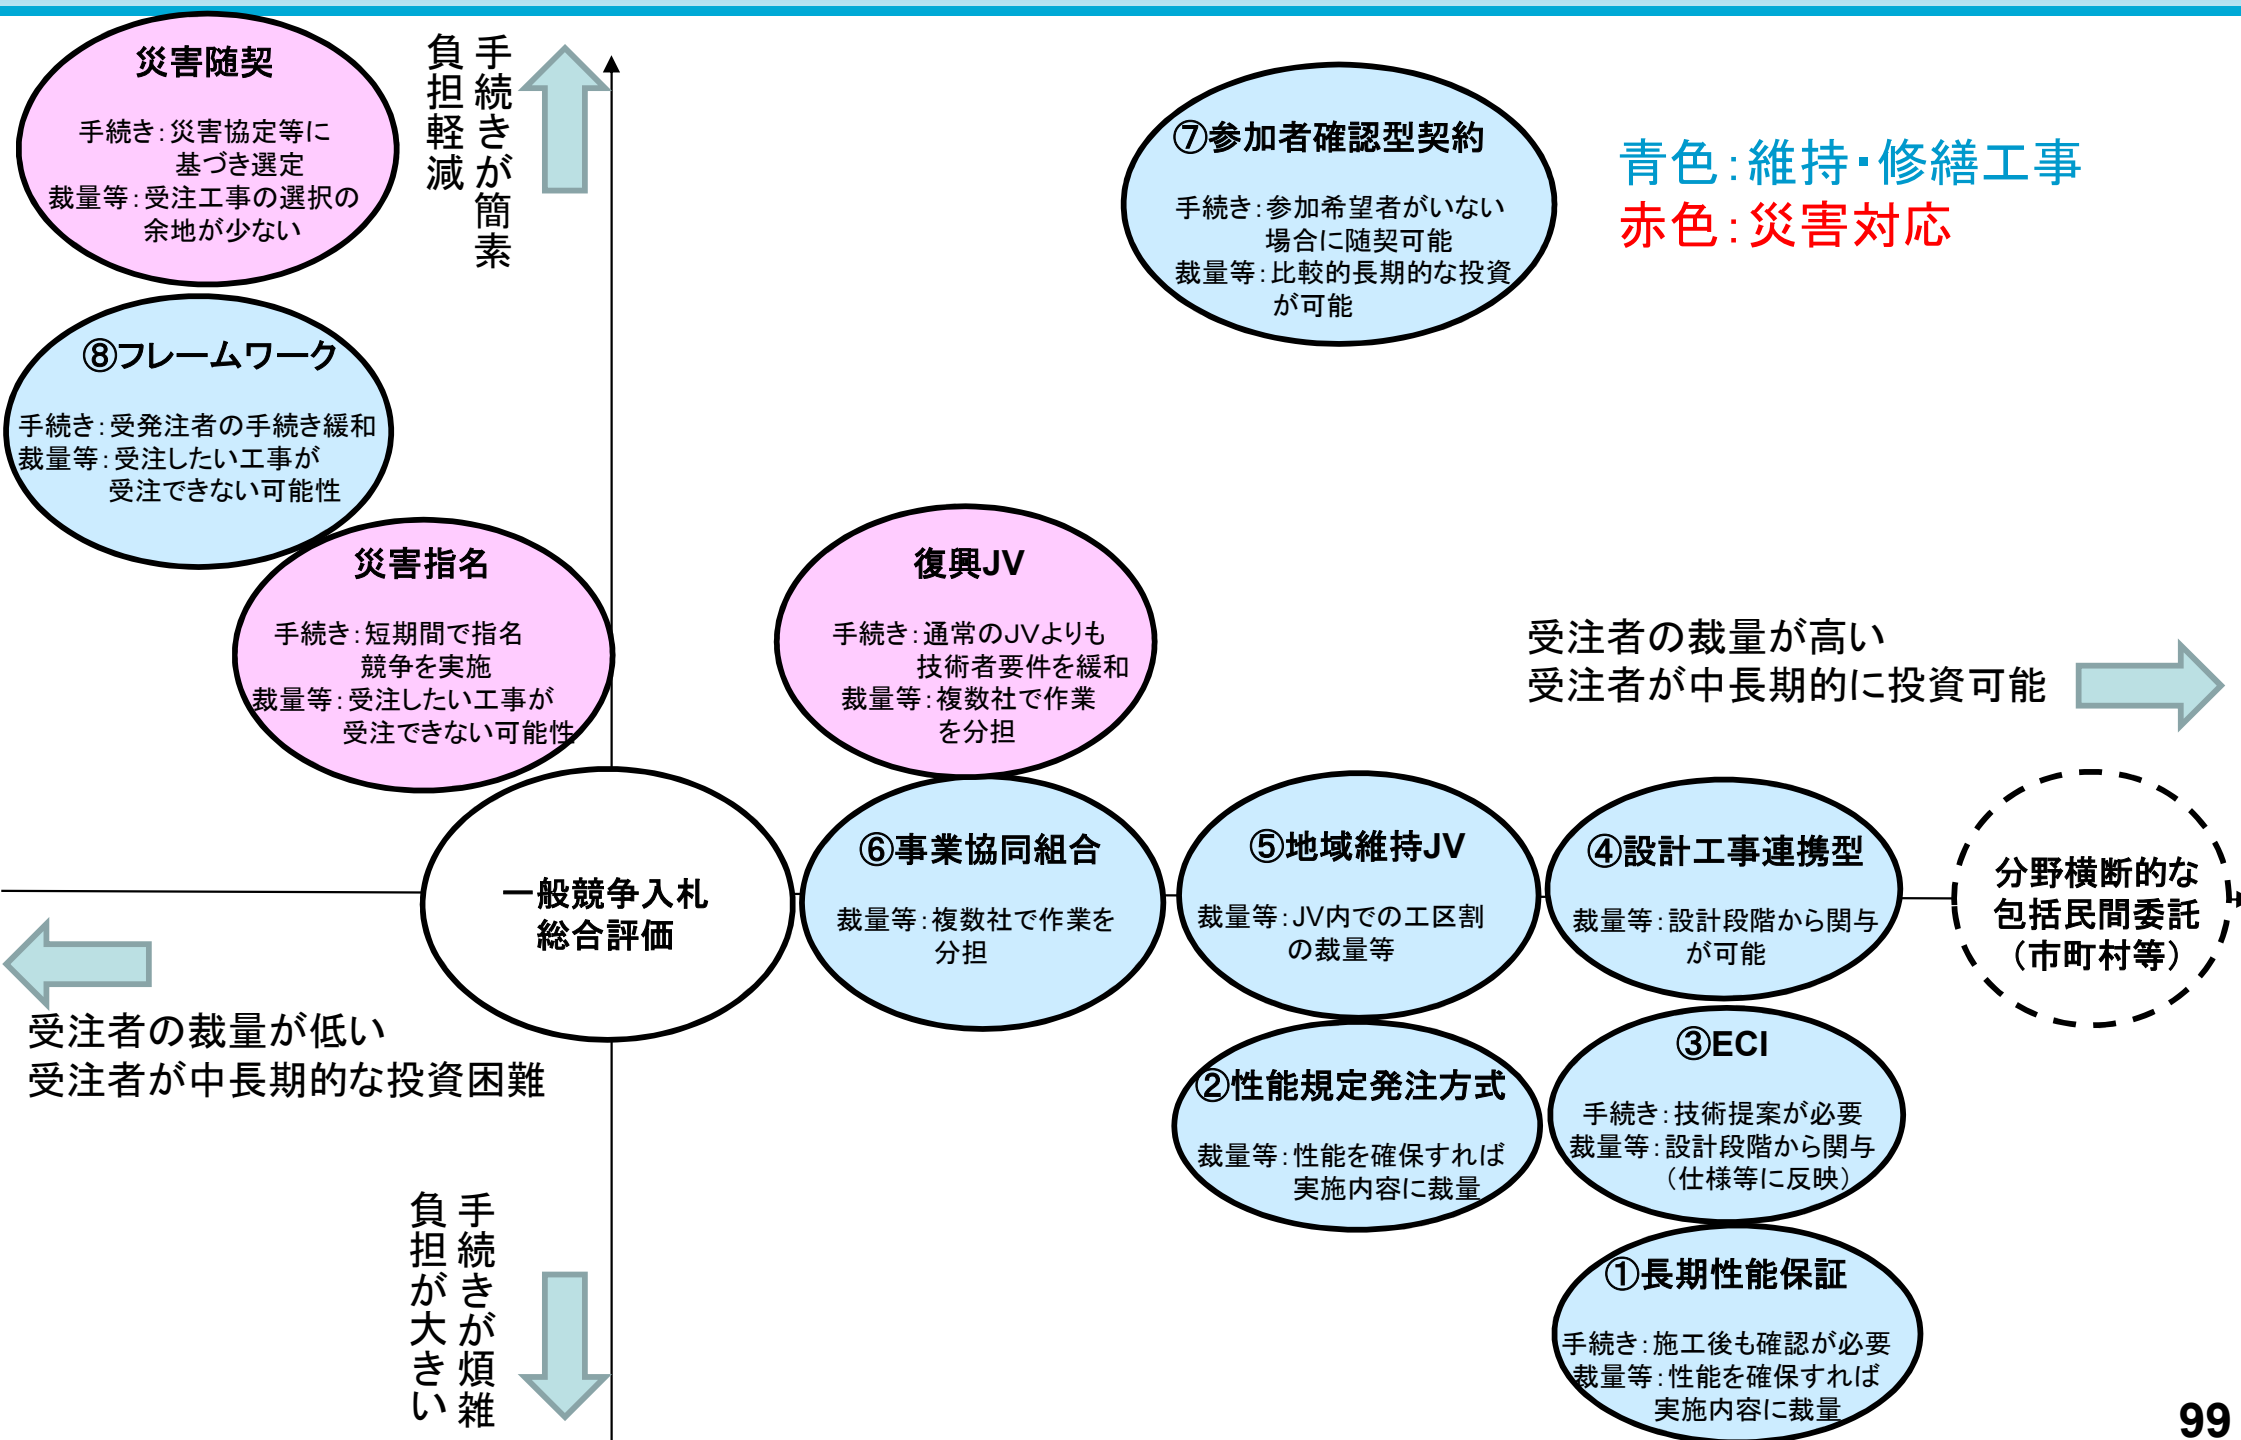 災害随契
手続き：災害協定等に
基づき選定
裁量等：受注工事の選択の
余地が少ない
手続きが簡素
負担軽減
⑦参加者確認型契約
手続き：参加希望者がいない
場合に随契可能
裁量等：比較的長期的な投資
が可能
青色：維持・修繕工事
赤色：災害対応
⑧フレームワーク
手続き：受発注者の手続き緩和
裁量等：受注したい工事が
受注できない可能性
災害指名
手続き：短期間で指名
競争を実施
裁量等：受注したい工事が
受注できない可能性
復興JV
手続き：通常のJVよりも
技術者要件を緩和
裁量等：複数社で作業
を分担
受注者の裁量が高い
受注者が中長期的に投資可能
一般競争入札
総合評価
⑥事業協同組合
裁量等：複数社で作業を
分担
⑤地域維持JV
裁量等：JV内での工区割
の裁量等
④設計工事連携型
裁量等：設計段階から関与
が可能
分野横断的な
包括民間委託
（市町村等）
受注者の裁量が低い
受注者が中長期的な投資困難
②性能規定発注方式
裁量等：性能を確保すれば
実施内容に裁量
③ECI
手続き：技術提案が必要
裁量等：設計段階から関与
（仕様等に反映）
手続きが煩雑
負担が大きい
①長期性能保証
手続き：施工後も確認が必要
裁量等：性能を確保すれば
実施内容に裁量
99